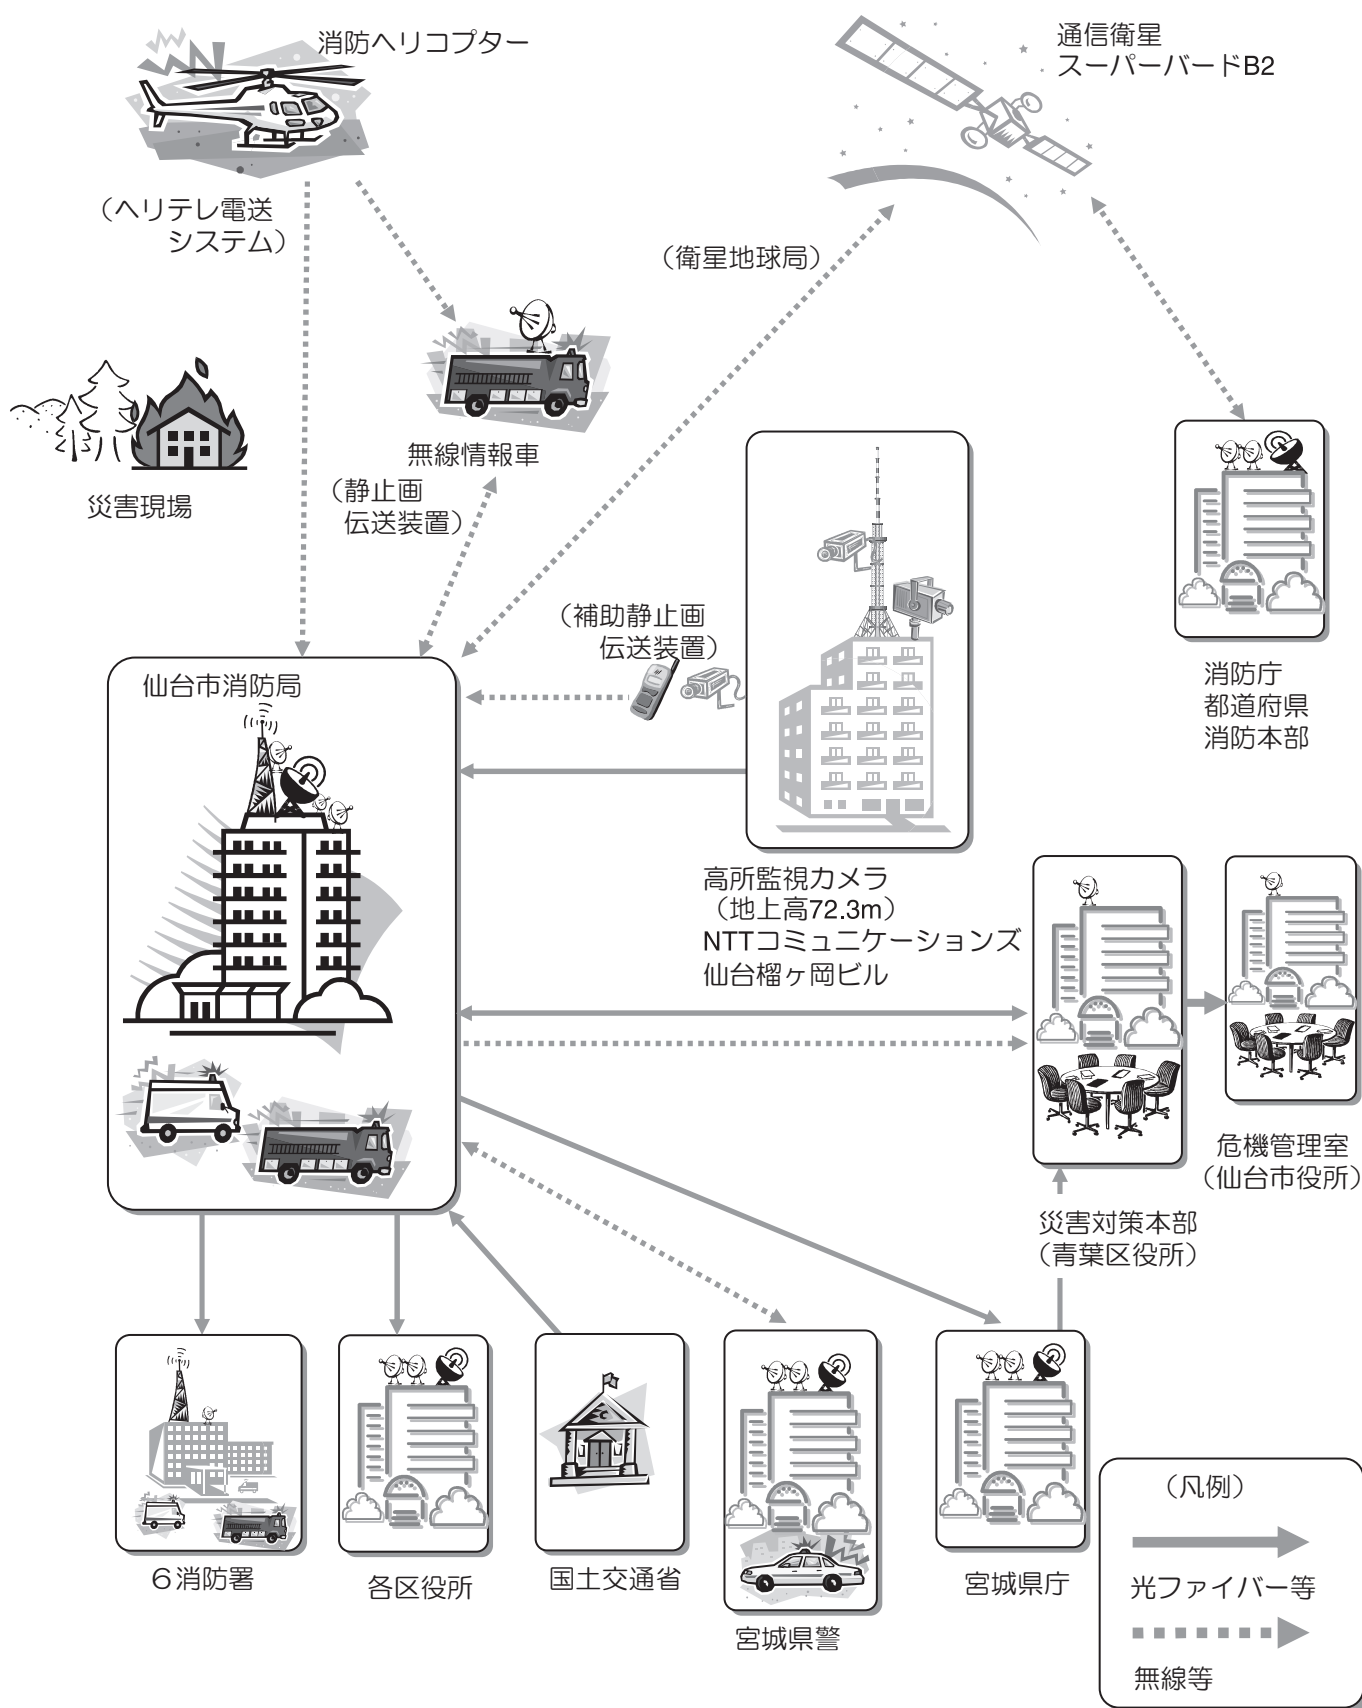 消防ヘリコプター
通信衛星
スーパーバードB2
（ヘリテレ電送
システム）
（衛星地球局）
無線情報車
災害現場
（静止画
伝送装置）
（補助静止画
伝送装置）
仙台市消防局
消防庁
都道府県
消防本部
高所監視カメラ
（地上高72.3m）
NTTコミュニケーションズ
仙台榴ヶ岡ビル
危機管理室
（仙台市役所）
災害対策本部
（青葉区役所）
６消防署
各区役所
国土交通省
宮城県警
宮城県庁
（凡例）
光ファイバー等
無線等